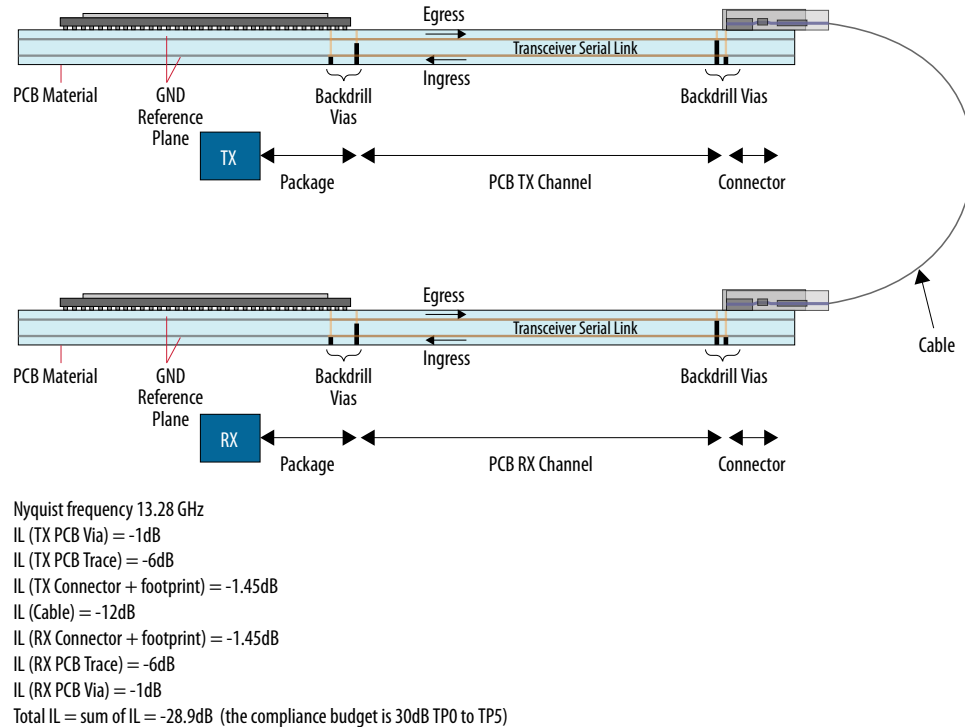 Egress
Transceiver Serial Link
Ingress
PCB Material
GND
Reference
Plane
Backdrill
Vias
Backdrill Vias
TX
Package
PCB TX Channel
Connector
Egress
Transceiver Serial Link
Ingress
Cable
PCB Material
GND
Reference
Plane
Backdrill
Vias
Backdrill Vias
RX
Package
PCB RX Channel
Connector
Nyquist frequency 13.28 GHz
IL (TX PCB Via) = -1dB
IL (TX PCB Trace) = -6dB
IL (TX Connector + footprint) = -1.45dB
IL (Cable) = -12dB
IL (RX Connector + footprint) = -1.45dB
IL (RX PCB Trace) = -6dB
IL (RX PCB Via) = -1dB
Total IL = sum of IL = -28.9dB (the compliance budget is 30dB TP0 to TP5)